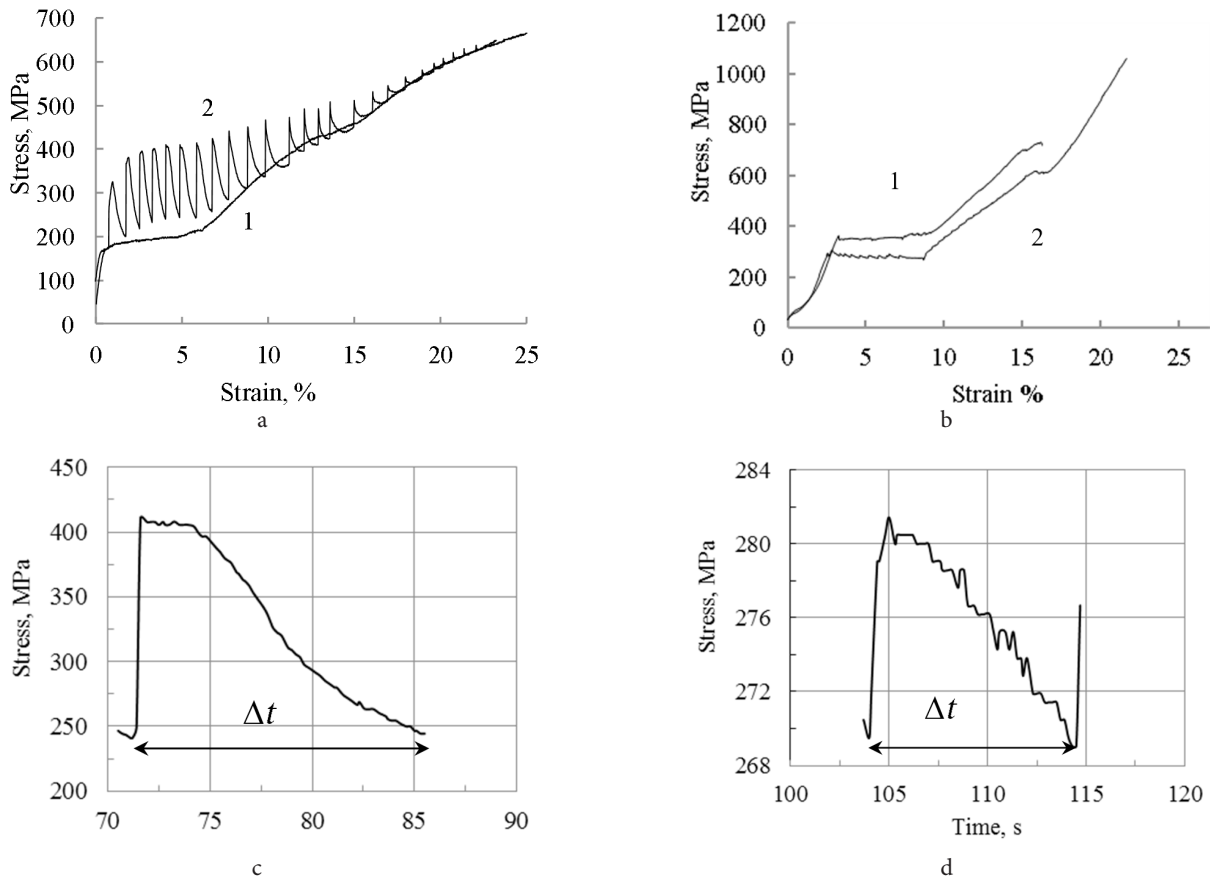 700
600
500
400
300
200
100
0
Stress, MPa
2
1
0 5 10 15 20 25
Strain, %
a
1200
1000
800
600
400
200
0
Stress, MPa
1
2
0 5 10 15 20 25
Strain %
b
450
400
350
300
250
200
Stress, MPa
Δt
70 75 80 85 90
c
284
280
276
272
268
Stress, MPa
Δt
100 105 110 115 120
Time, s
d